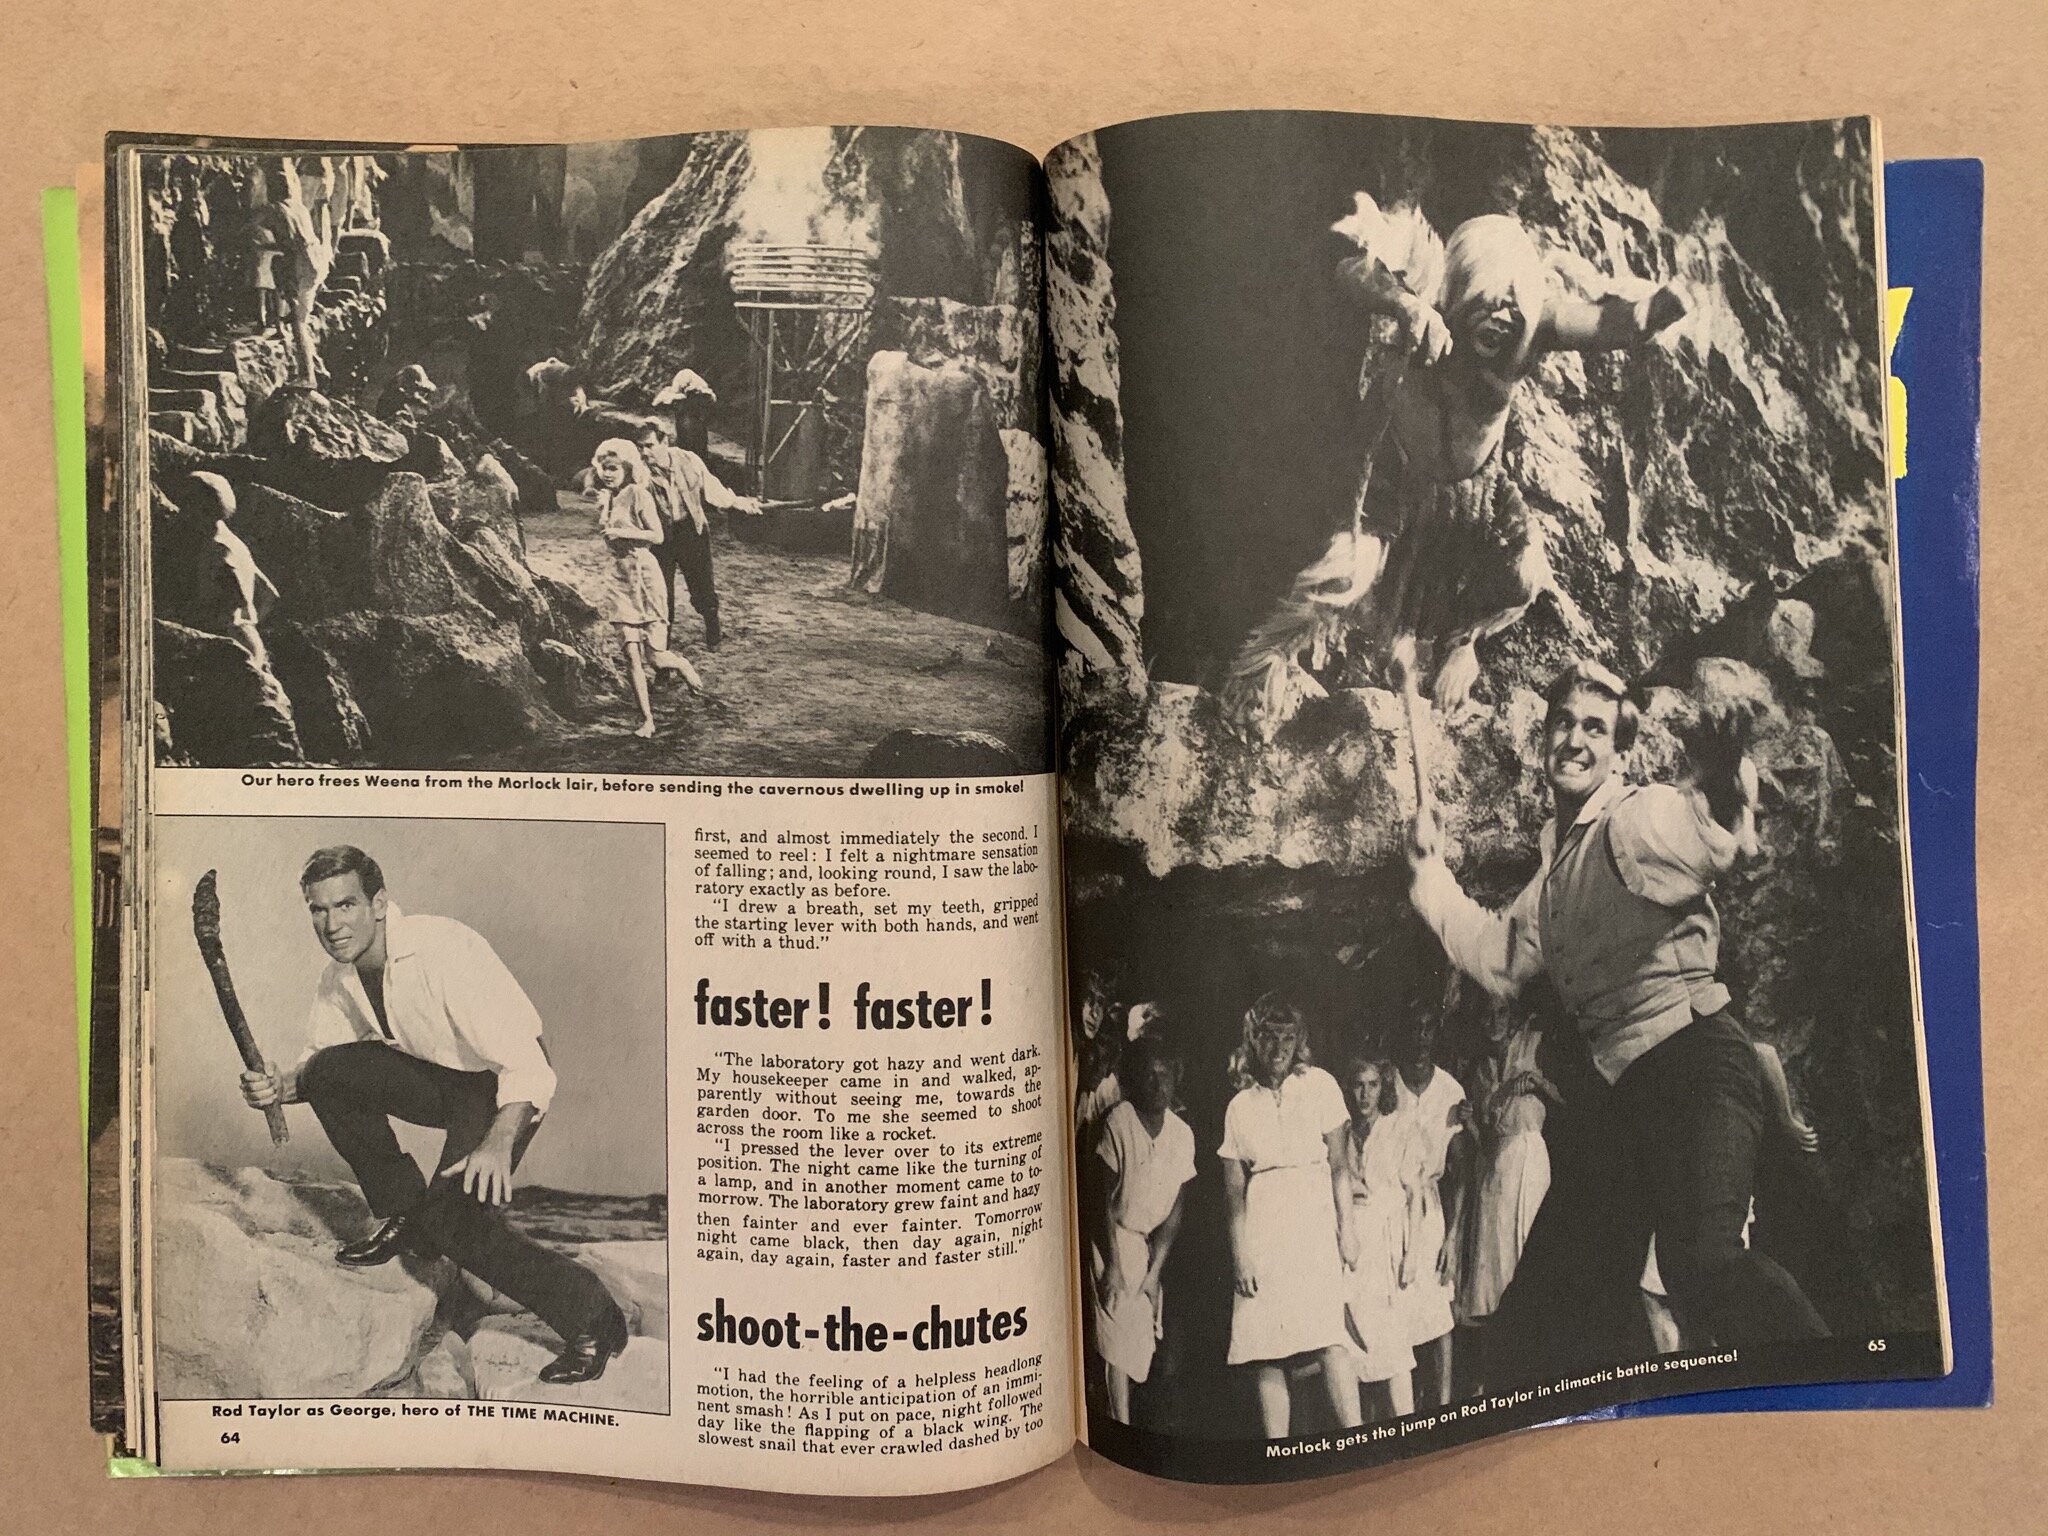 Our hero frees Weena from the Morlock lair, before sending the cavernous dwelling up in smoke!
Rod Taylor as George, hero of THE TIME MACHINE.
64
first, and almost immediately the second. I
seemed to reel: I felt a nightmare sensation
of falling; and, looking round, I saw the labo-
ratory exactly as before.
"I drew a breath, set my teeth, gripped
the starting lever with both hands, and went
off with a thud."
faster! faster!
"The laboratory got hazy and went dark.
My housekeeper came in and walked, ap-
parently without seeing me, towards the
garden door. To me she seemed to shoot
across the room like a rocket.
"I pressed the lever over to its extreme
position. The night came like the turning of
a lamp, and in another moment came to to-
morrow. The laboratory grew faint and hazy
then fainter and ever fainter. Tomorrow
night came black, then day again, night
again, day again, faster and faster still."
shoot-the-chutes
"I had the feeling of a helpless headlong
motion, the horrible anticipation of an immi-
nent smash! As I put on pace, night followed
day like the flapping of a black wing. The
slowest snail that ever crawled dashed by too
65
Morlock gets the jump on Rod Taylor in climactic battle sequence!